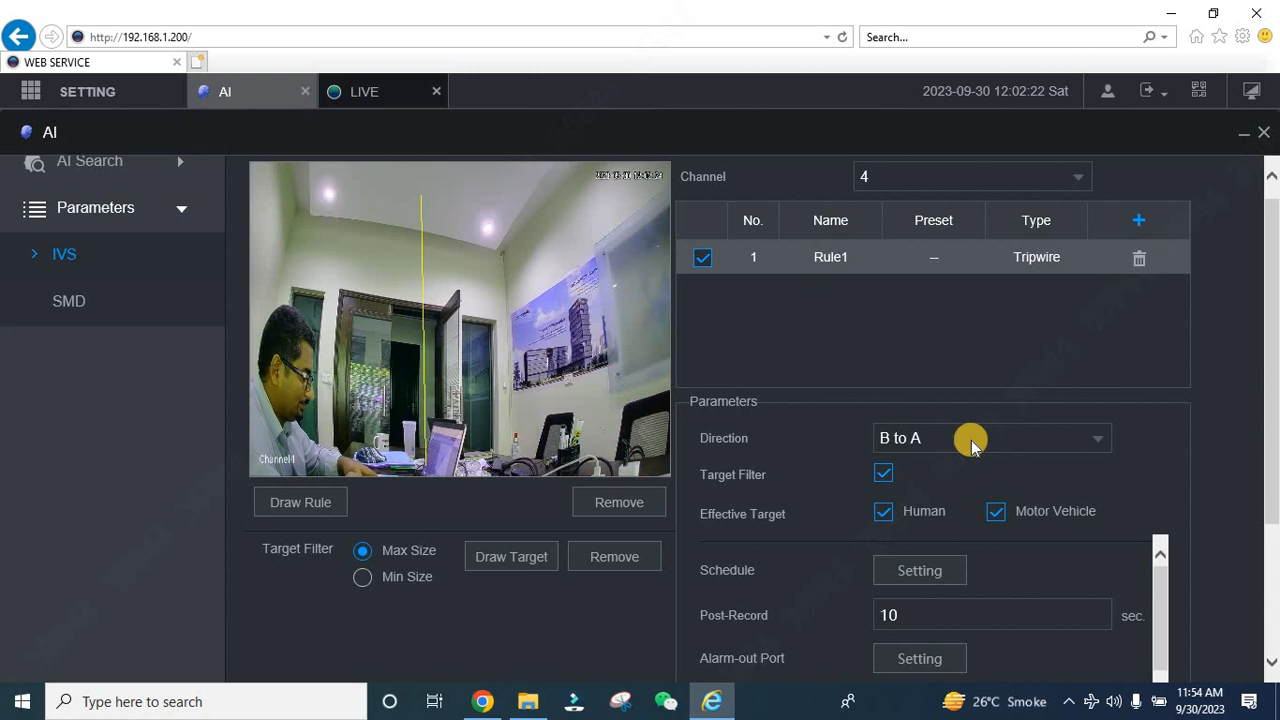 http://192.168.1.200/
Search...
WEB SERVICE
SETTING
AI
LIVE
2023-09-30 12:02:22 Sat
AI
AI Search
Parameters
IVS
SMD
Channel4
Draw Rule
Remove
Target Filter
Max Size
Min Size
Draw Target
Remove
Channel
4
No. Name Preset Type +
1 Rule1 -- Tripwire
Parameters
Direction
B to A
Target Filter
Effective Target
Human
Motor Vehicle
Schedule
Setting
Post-Record
10
sec.
Alarm-out Port
Setting
Type here to search
26°C Smoke
11:54 AM
9/30/2023